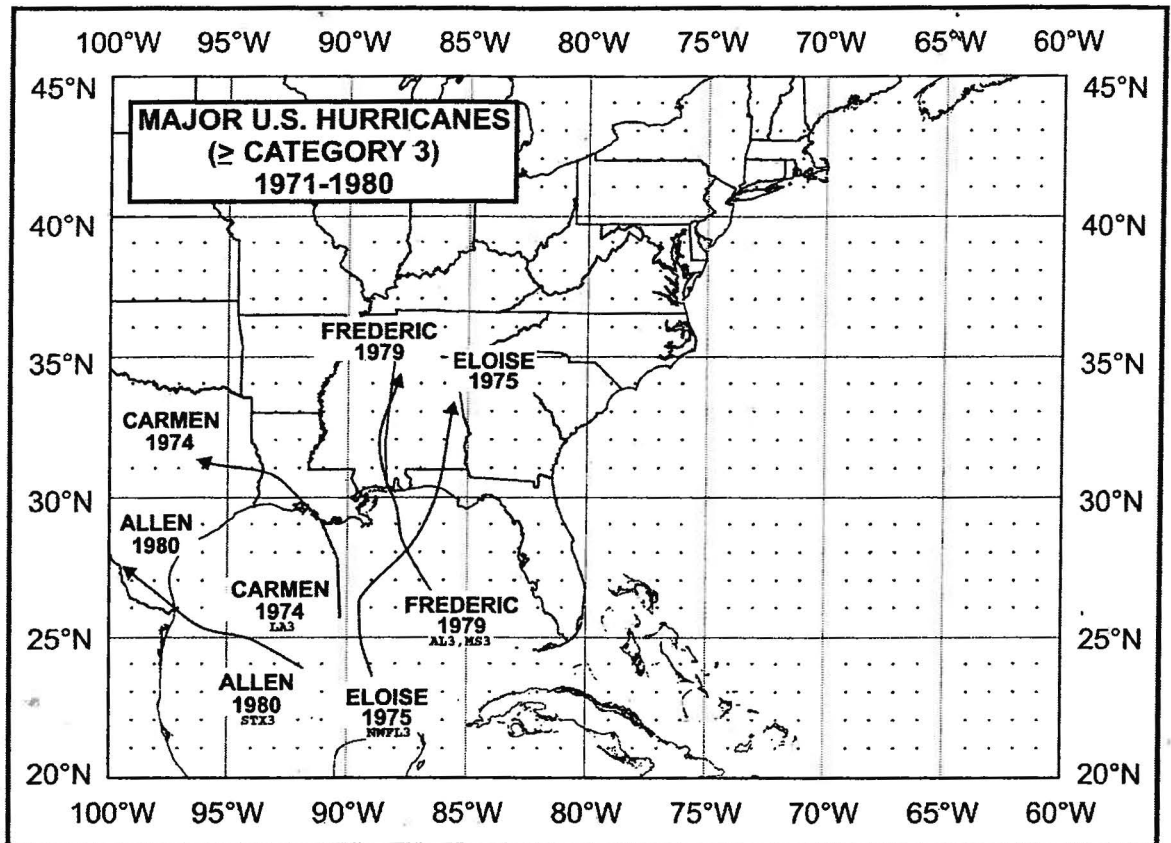 100°W 95°W 90°W 85°W 80°W 75°W 70°W 65°W 60°W
45°N 45°N
MAJOR U.S. HURRICANES
(≥ CATEGORY 3)
1971-1980
40°N 40°N
FREDERIC
1979
ELOISE
1975
35°N 35°N
CARMEN
1974
30°N 30°N
ALLEN
1980
CARMEN
1974
LA3
FREDERIC
1979
AL3,MS3
25°N 25°N
ALLEN
1980
STX3
ELOISE
1975
NWFL3
20°N 20°N
100°W 95°W 90°W 85°W 80°W 75°W 70°W 65°W 60°W